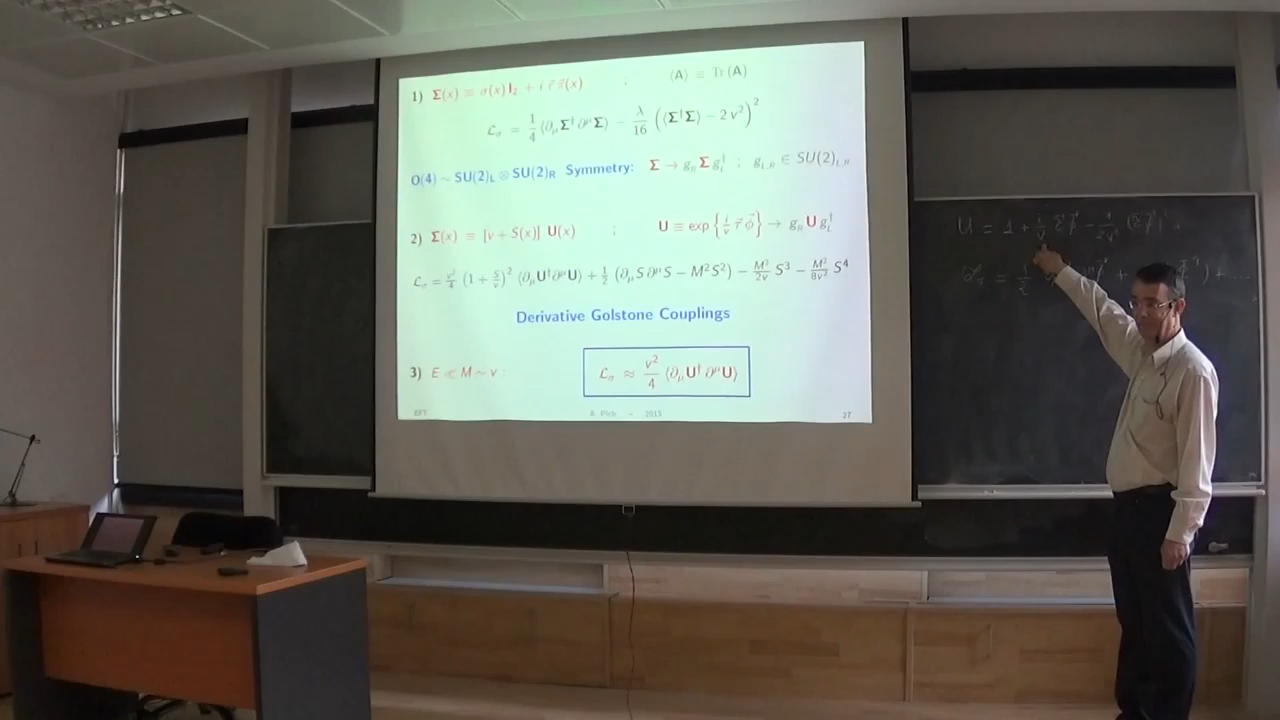 1) Σ(x) ≡ σ(x) I₂ + i τ⃗ π⃗(x) ; ⟨A⟩ ≡ Tr(A)
𝓛σ = 1/4 ⟨∂μΣ† ∂^μΣ⟩ − λ/16 (⟨Σ†Σ⟩ − 2v²)²
O(4) ∼ SU(2)L ⊗ SU(2)R Symmetry: Σ → gR Σ gL† ; gL,R ∈ SU(2)L,R
2) Σ(x) ≡ [v + S(x)] U(x) ; U ≡ exp{i/v τ⃗ φ⃗} → gR U gL†
𝓛σ = v²/4 (1 + S/v)² ⟨∂μU†∂^μU⟩ + 1/2 (∂μS ∂^μS − M²S²) − M²/2v S³ − M²/8v² S⁴
Derivative Golstone Couplings
3) E ≪ M ∼ v :
𝓛σ ≈ v²/4 ⟨∂μU† ∂^μU⟩
EFT A. Pich – 2015 27
U = 1 + i/v